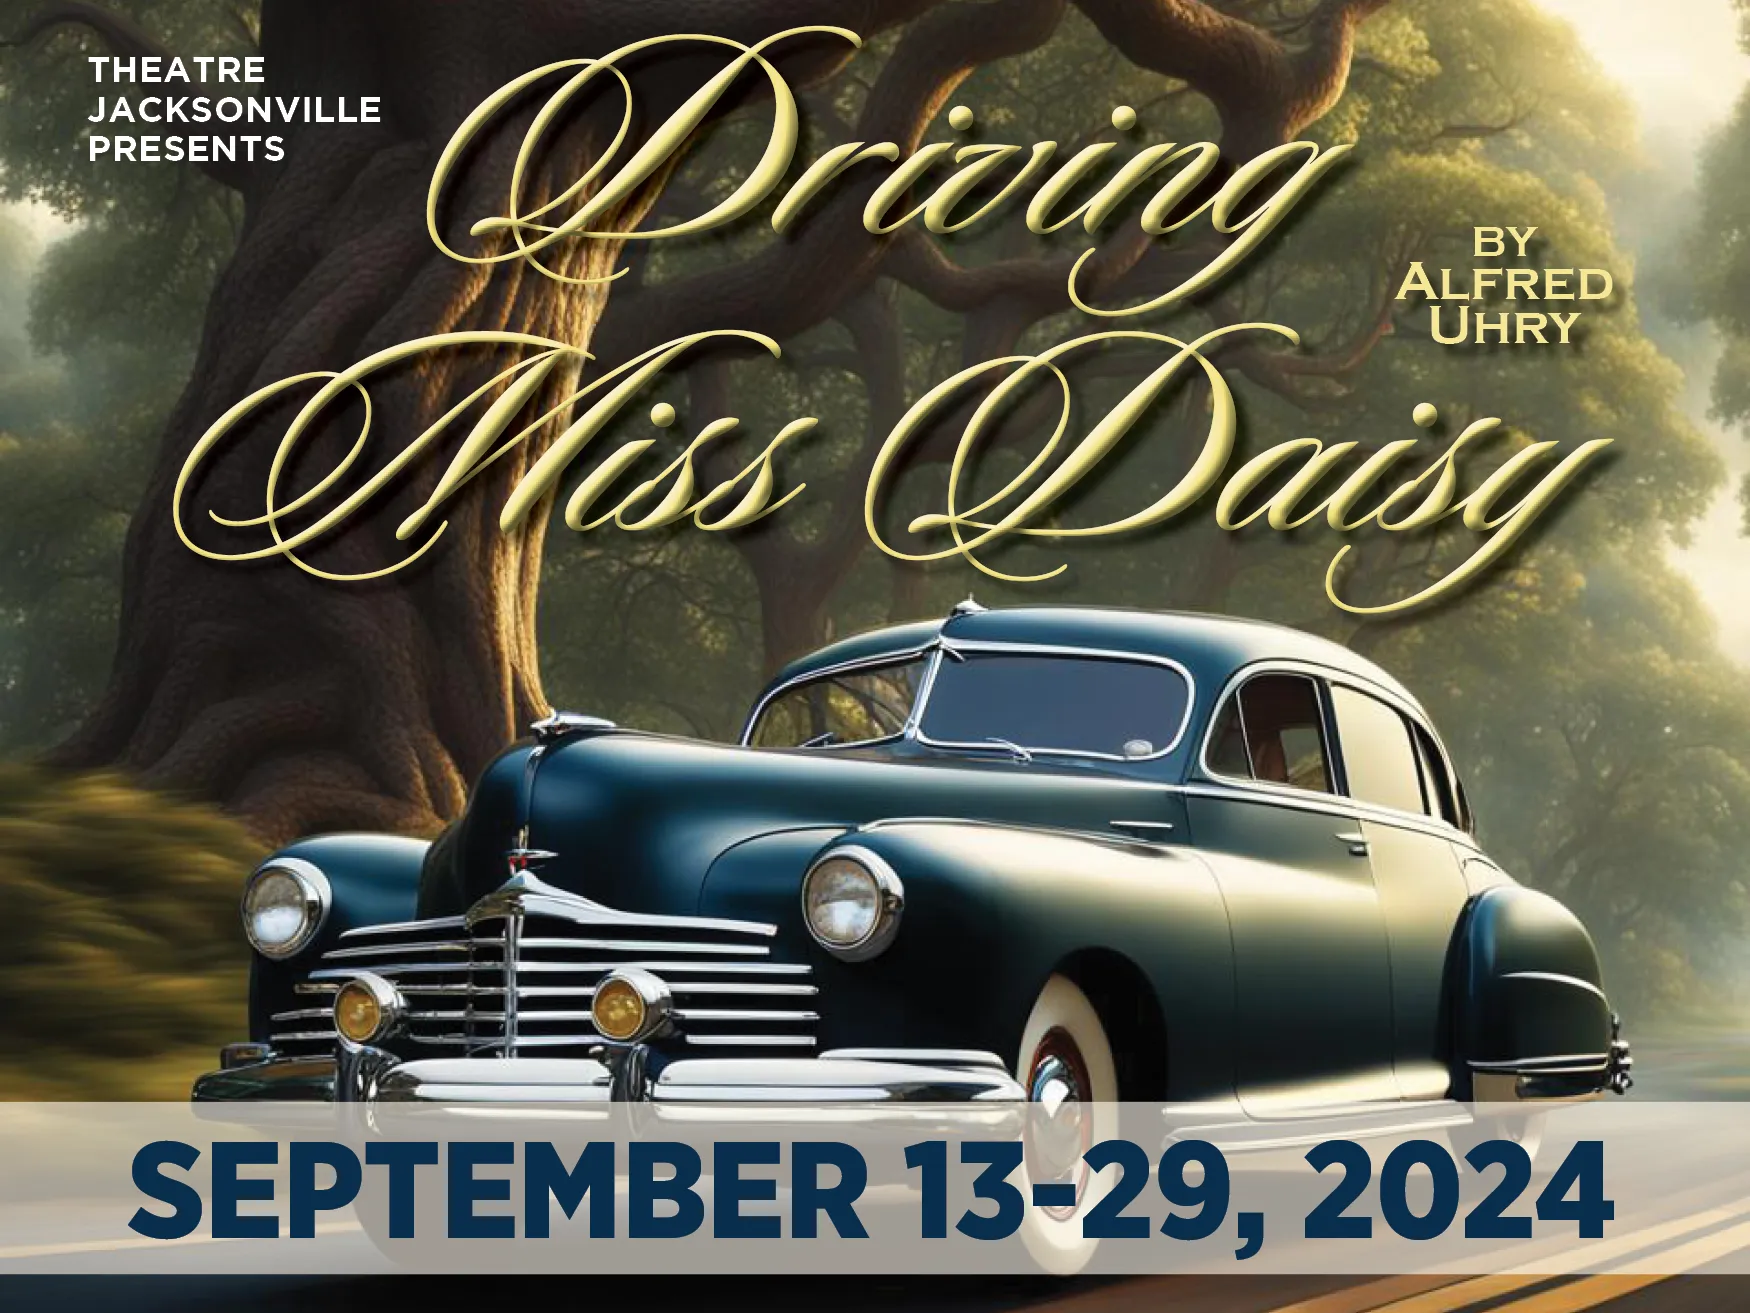 THEATRE
JACKSONVILLE
PRESENTS
Driving
BY
ALFRED
UHRY
Miss Daisy
SEPTEMBER 13-29, 2024